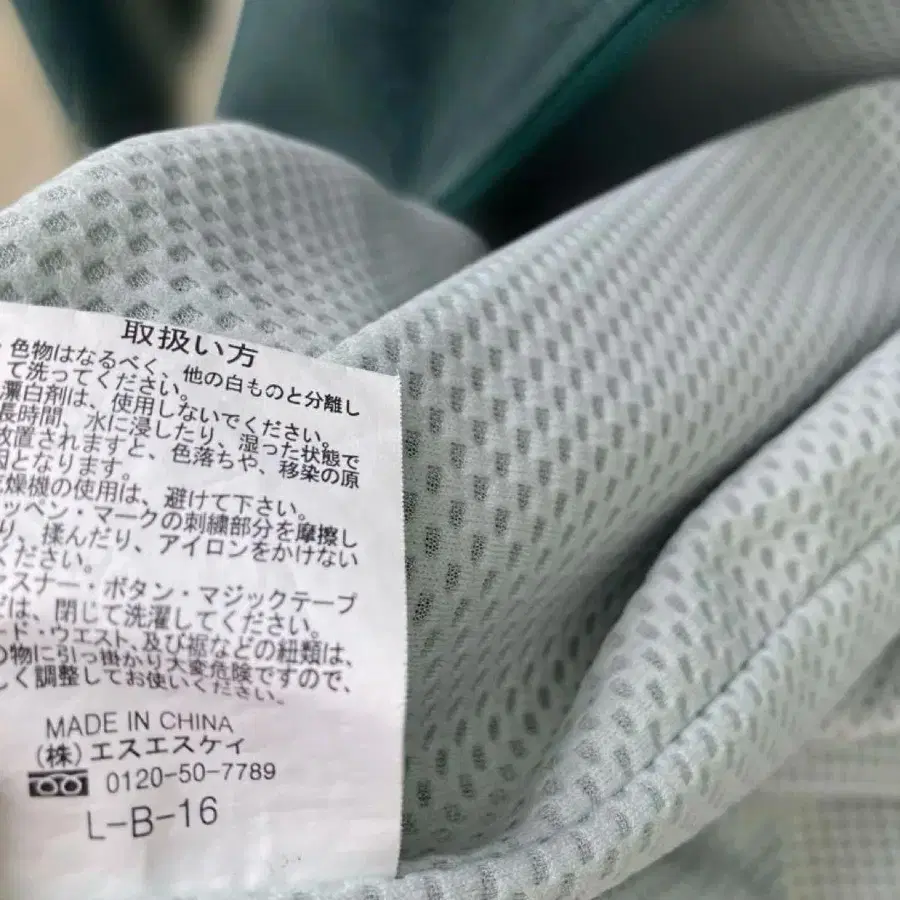 取扱い方
色物はなるべく、他の白ものと分離し
て洗ってください。
漂白剤は、使用しないでください。
長時間、水に浸したり、湿った状態で
放置されますと、色落ちや、移染の原
因となります。
乾燥機の使用は、避けて下さい。
ッペン・マークの刺繍部分を摩擦し
り、揉んだり、アイロンをかけない
ください。
ァスナー・ボタン・マジックテープ
どは、閉じて洗濯してください。
ード・ウエスト、及び裾などの紐類は、
の物に引っ掛かり大変危険ですので、
しく調整してお使いください。
MADE IN CHINA
(株)エスエスケイ
0120-50-7789
L-B-16